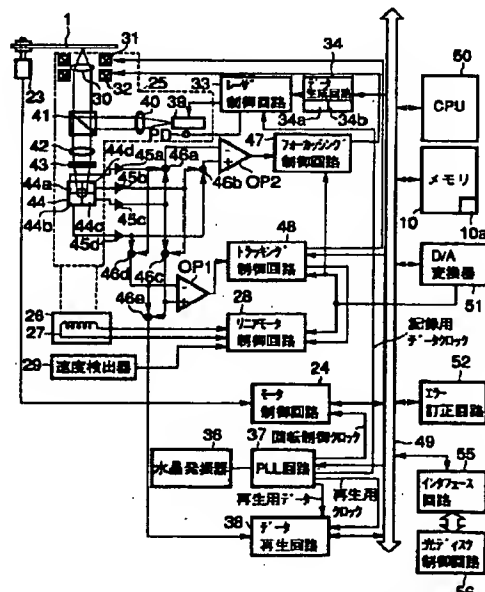 1
31
23
32
30
25
33
レーザ
制御回路
34
データ
生成回路
34a
34b
50
CPU
41
40
39
PD
42
43
44d
45a
46a
47
フォーカッシング
制御回路
46b
OP2
メモリ
10
10a
44a
44
44b
44c
45b
45c
45d
46d
46c
46e
OP1
トラッキング
制御回路
48
D/A
変換器
51
26
27
28
リニアモータ
制御回路
記録用
データクロック
29
速度検出器
24
モータ
制御回路
回転制御クロック
49
エラー
訂正回路
52
36
水晶発振器
37
PLL回路
再生用データ
再生用
クロック
インタフェース
回路
55
38
データ
再生回路
光ディスク
制御回路
56